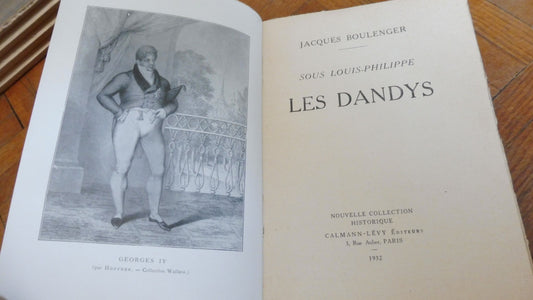 GEORGES IV
(par HOPPNER. — Collection Wallace.)
JACQUES BOULENGER
SOUS LOUIS-PHILIPPE
LES DANDYS
NOUVELLE COLLECTION
HISTORIQUE
CALMANN-LÉVY ÉDITEURS
3, Rue Auber, PARIS
1932